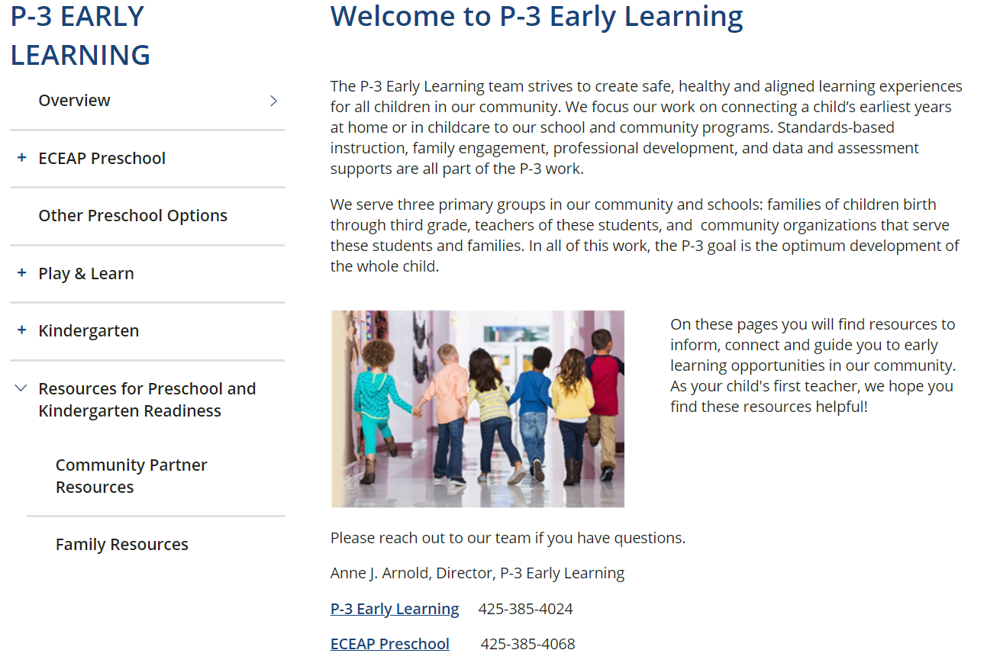 P-3 EARLY
LEARNING
Overview
+ ECEAP Preschool
Other Preschool Options
+ Play & Learn
+ Kindergarten
Resources for Preschool and
Kindergarten Readiness
Community Partner
Resources
Family Resources
Welcome to P-3 Early Learning
The P-3 Early Learning team strives to create safe, healthy and aligned learning experiences
for all children in our community. We focus our work on connecting a child’s earliest years
at home or in childcare to our school and community programs. Standards-based
instruction, family engagement, professional development, and data and assessment
supports are all part of the P-3 work.
We serve three primary groups in our community and schools: families of children birth
through third grade, teachers of these students, and  community organizations that serve
these students and families. In all of this work, the P-3 goal is the optimum development of
the whole child.
On these pages you will find resources to
inform, connect and guide you to early
learning opportunities in our community.
As your child's first teacher, we hope you
find these resources helpful!
Please reach out to our team if you have questions.
Anne J. Arnold, Director, P-3 Early Learning
P-3 Early Learning 425-385-4024
ECEAP Preschool 425-385-4068